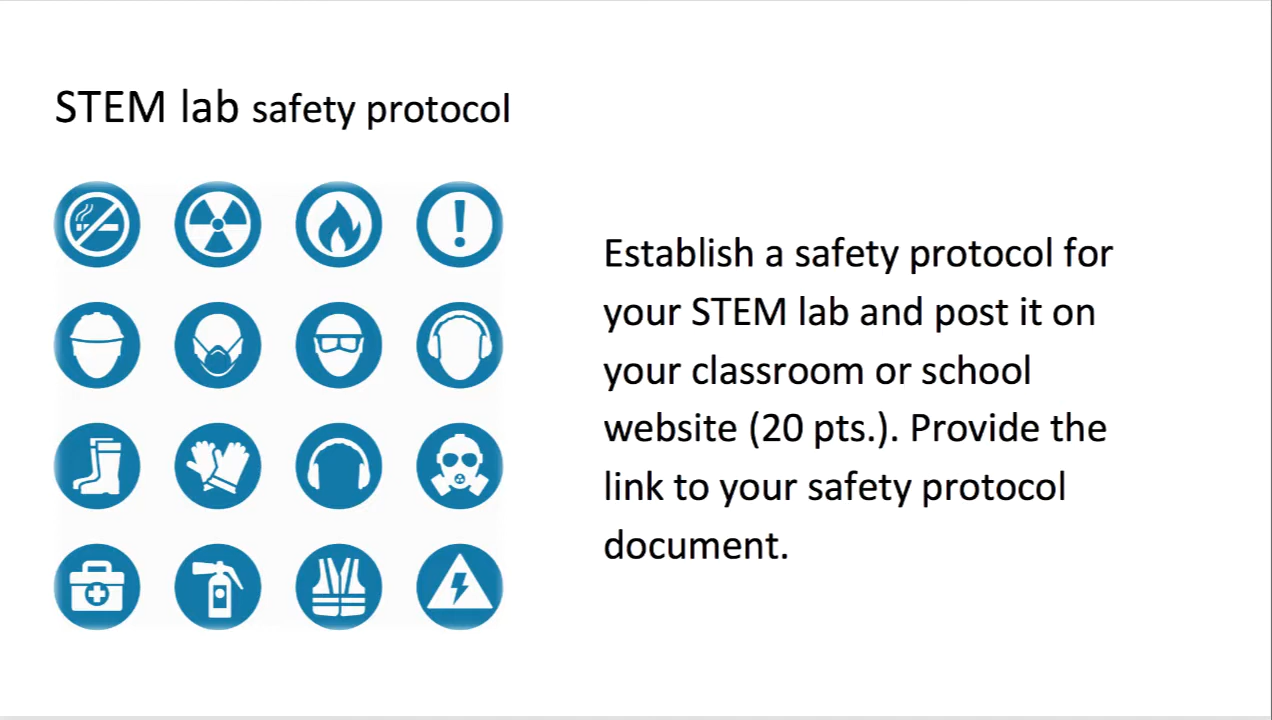 STEM lab safety protocol
Establish a safety protocol for
your STEM lab and post it on
your classroom or school
website (20 pts.). Provide the
link to your safety protocol
document.